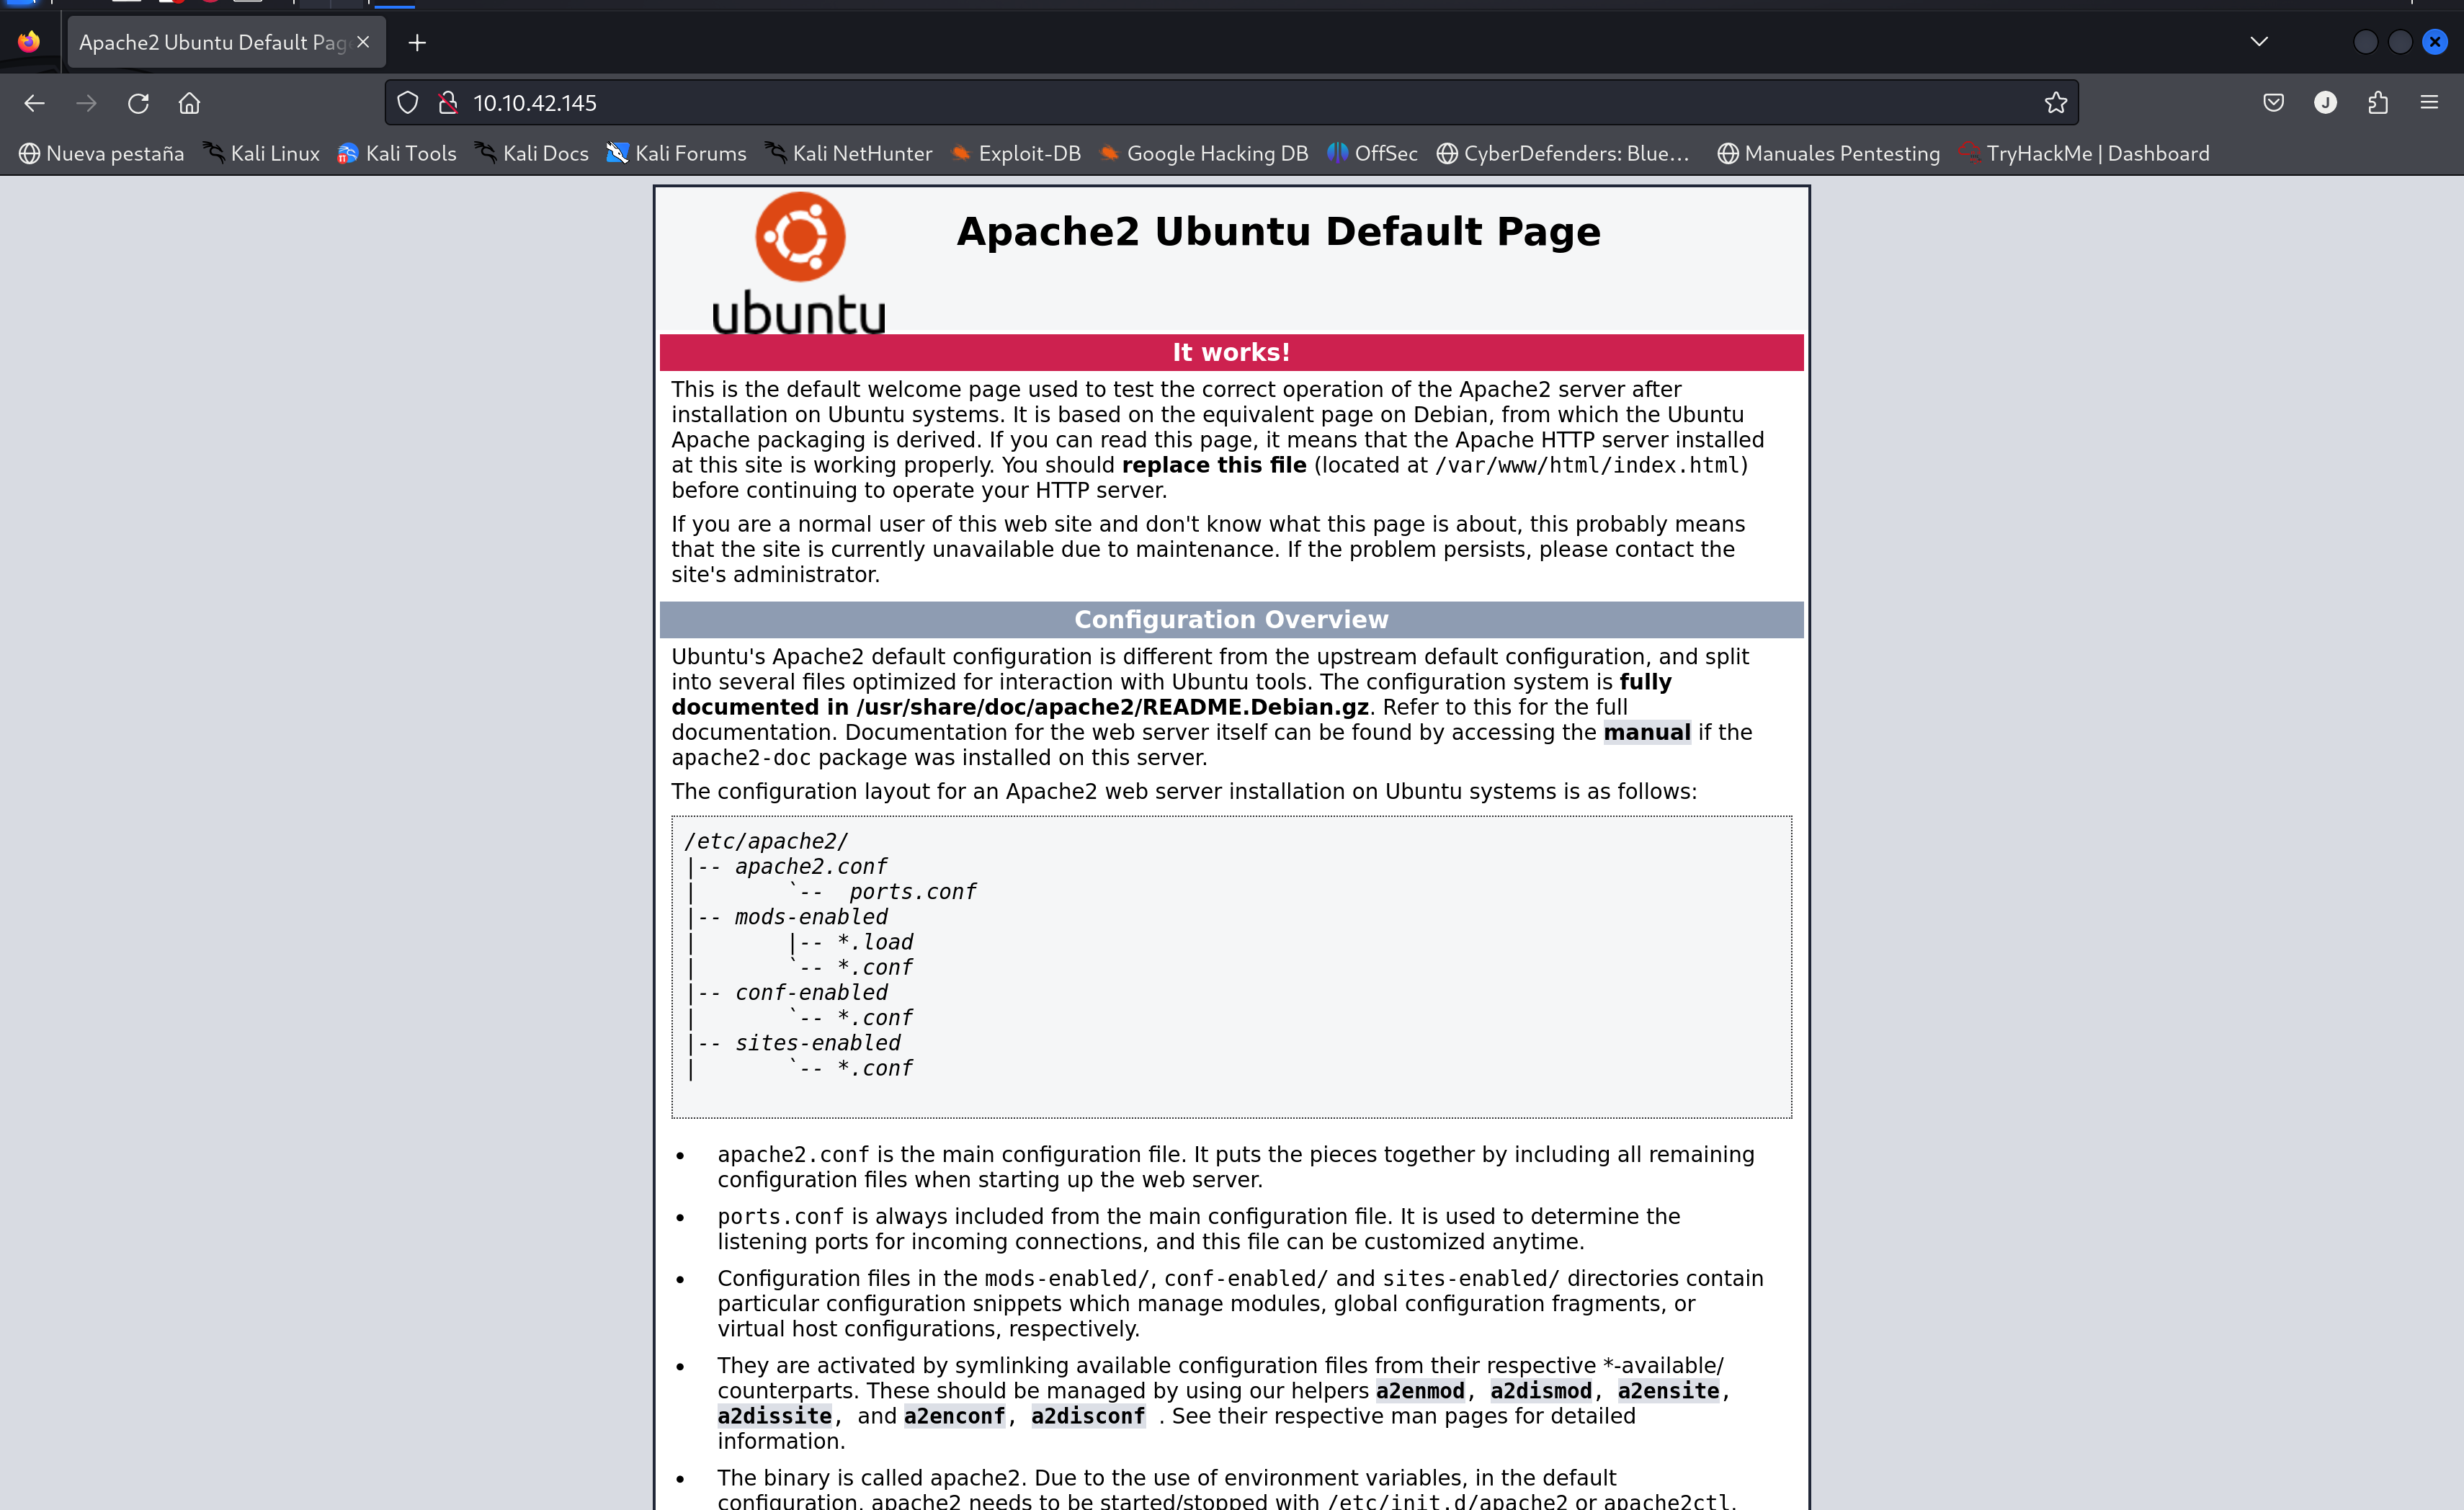 Apache2 Ubuntu Default Pag
10.10.42.145
Nueva pestaña Kali Linux Kali Tools Kali Docs Kali Forums Kali NetHunter Exploit-DB Google Hacking DB OffSec CyberDefenders: Blue… Manuales Pentesting TryHackMe | Dashboard
ubuntu
Apache2 Ubuntu Default Page
It works!
This is the default welcome page used to test the correct operation of the Apache2 server after
installation on Ubuntu systems. It is based on the equivalent page on Debian, from which the Ubuntu
Apache packaging is derived. If you can read this page, it means that the Apache HTTP server installed
at this site is working properly. You should replace this file (located at /var/www/html/index.html)
before continuing to operate your HTTP server.
If you are a normal user of this web site and don't know what this page is about, this probably means
that the site is currently unavailable due to maintenance. If the problem persists, please contact the
site's administrator.
Configuration Overview
Ubuntu's Apache2 default configuration is different from the upstream default configuration, and split
into several files optimized for interaction with Ubuntu tools. The configuration system is fully
documented in /usr/share/doc/apache2/README.Debian.gz. Refer to this for the full
documentation. Documentation for the web server itself can be found by accessing the manual if the
apache2-doc package was installed on this server.
The configuration layout for an Apache2 web server installation on Ubuntu systems is as follows:
/etc/apache2/
|-- apache2.conf
|       `--  ports.conf
|-- mods-enabled
|       |-- *.load
|       `-- *.conf
|-- conf-enabled
|       `-- *.conf
|-- sites-enabled
|       `-- *.conf
• apache2.conf is the main configuration file. It puts the pieces together by including all remaining
configuration files when starting up the web server.
• ports.conf is always included from the main configuration file. It is used to determine the
listening ports for incoming connections, and this file can be customized anytime.
• Configuration files in the mods-enabled/, conf-enabled/ and sites-enabled/ directories contain
particular configuration snippets which manage modules, global configuration fragments, or
virtual host configurations, respectively.
• They are activated by symlinking available configuration files from their respective *-available/
counterparts. These should be managed by using our helpers a2enmod, a2dismod, a2ensite,
a2dissite, and a2enconf, a2disconf . See their respective man pages for detailed
information.
• The binary is called apache2. Due to the use of environment variables, in the default
configuration, apache2 needs to be started/stopped with /etc/init.d/apache2 or apache2ctl.